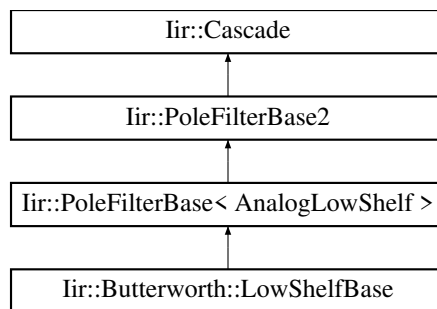 Iir::Cascade
Iir::PoleFilterBase2
Iir::PoleFilterBase< AnalogLowShelf >
Iir::Butterworth::LowShelfBase